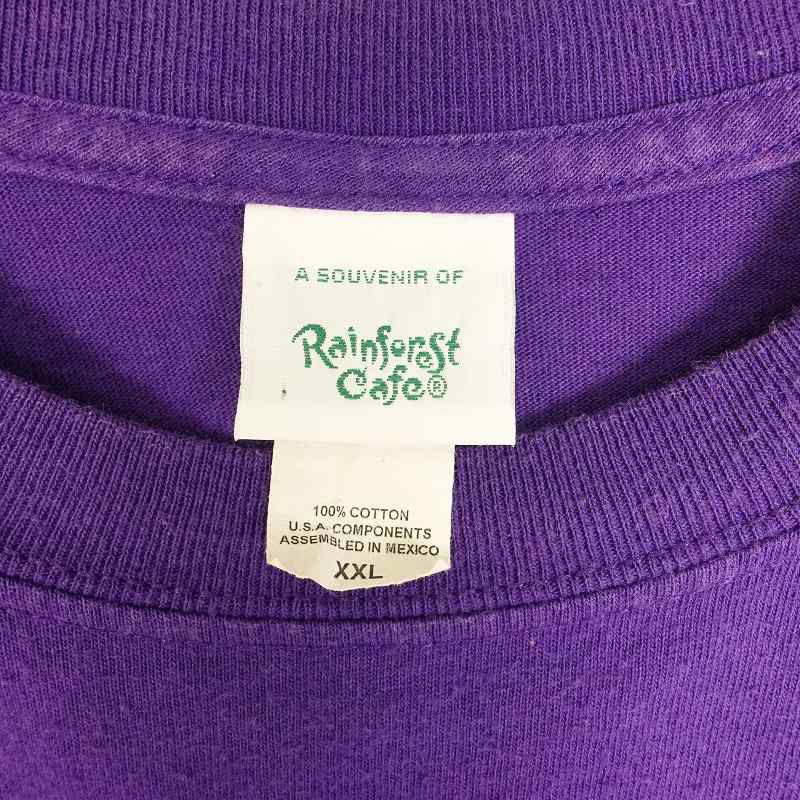 A SOUVENIR OF
Rainforest
Cafe®
100% COTTON
U.S.A. COMPONENTS
ASSEMBLED IN MEXICO
XXL